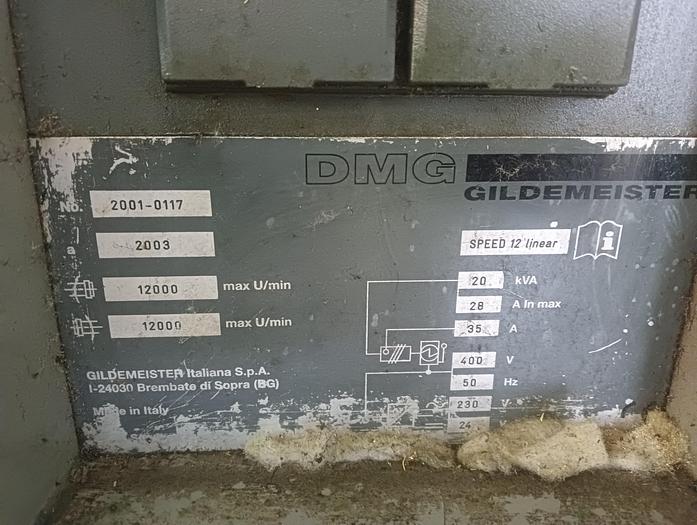 DMG
GILDEMEISTER
No. 2001-0117
a 2003
SPEED 12 linear
12000 max U/min
12000 max U/min
20 kVA
28 A In max
35 A
400 V
50 Hz
230 V
24
GILDEMEISTER Italiana S.p.A.
I-24030 Brembate di Sopra (BG)
Made in Italy